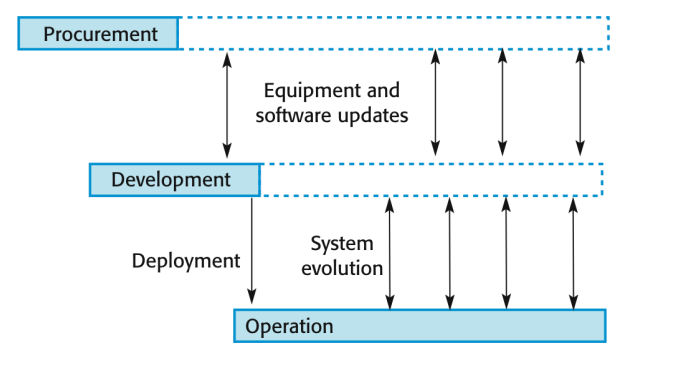 Procurement
Equipment and
software updates
Development
Deployment
System
evolution
Operation